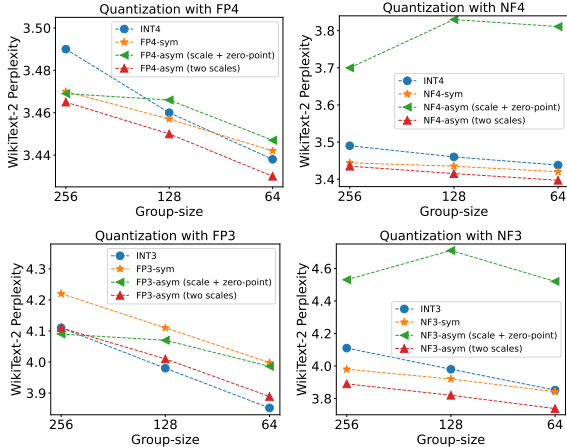 Quantization with FP4
WikiText-2 Perplexity
3.50
3.48
3.46
3.44
256
128
64
Group-size
INT4
FP4-sym
FP4-asym (scale + zero-point)
FP4-asym (two scales)
Quantization with NF4
WikiText-2 Perplexity
3.8
3.7
3.6
3.5
3.4
256
128
64
Group-size
INT4
NF4-sym
NF4-asym (scale + zero-point)
NF4-asym (two scales)
Quantization with FP3
WikiText-2 Perplexity
4.3
4.2
4.1
4.0
3.9
256
128
64
Group-size
INT3
FP3-sym
FP3-asym (scale + zero-point)
FP3-asym (two scales)
Quantization with NF3
WikiText-2 Perplexity
4.6
4.4
4.2
4.0
3.8
256
128
64
Group-size
INT3
NF3-sym
NF3-asym (scale + zero-point)
NF3-asym (two scales)